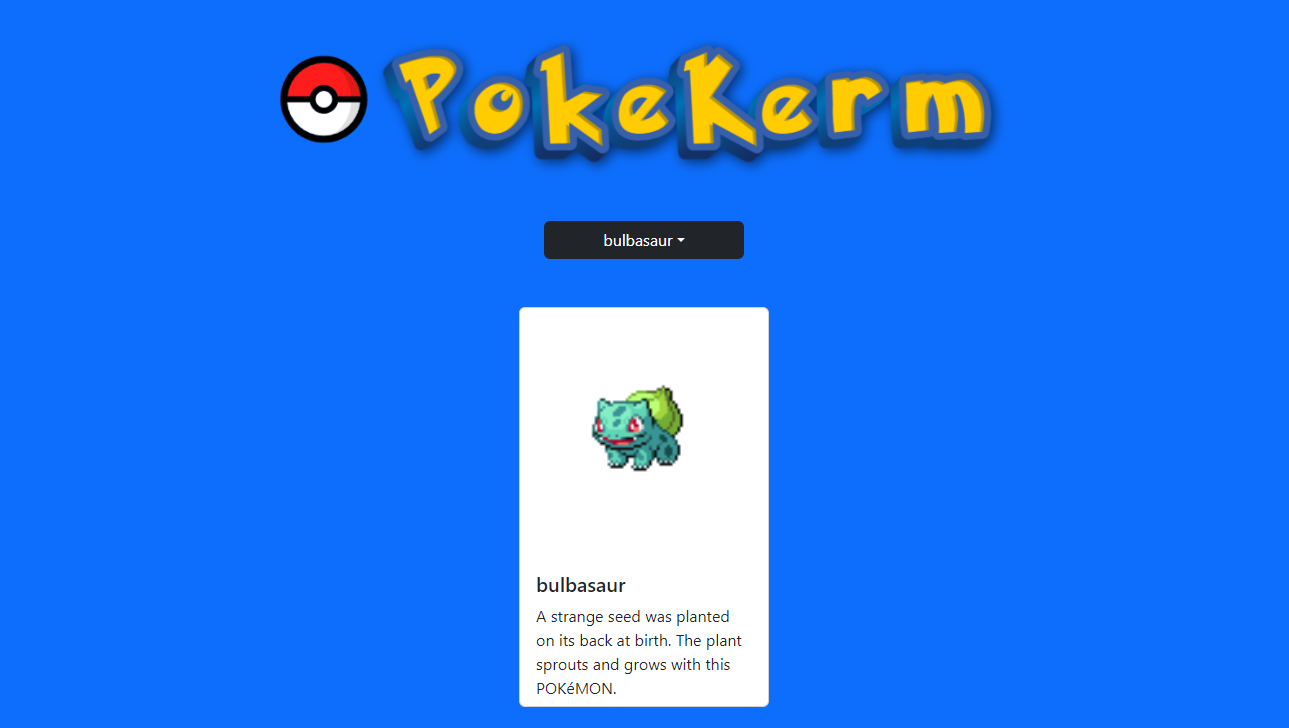 PokeKerm
bulbasaur
bulbasaur
A strange seed was planted
on its back at birth. The plant
sprouts and grows with this
POKéMON.